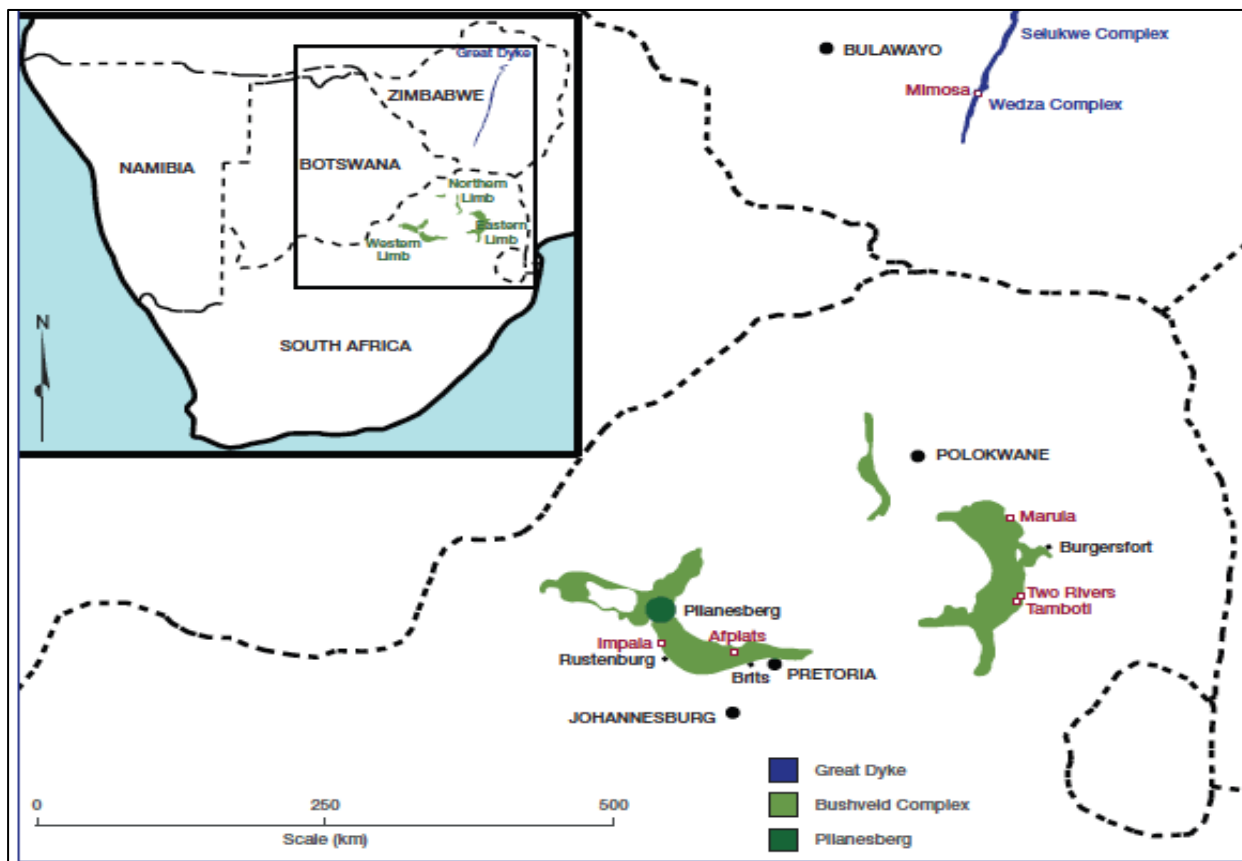 Great Dyke
ZIMBABWE
NAMIBIA
BOTSWANA
Northern
Limb
Eastern
Limb
Western
Limb
SOUTH AFRICA
N
BULAWAYO
Selukwe Complex
Mimosa
Wedza Complex
POLOKWANE
Marula
Burgersfort
Two Rivers
Tamboti
Pilanesberg
Impala
Afplats
Rustenburg
Brits
PRETORIA
JOHANNESBURG
Great Dyke
Bushveld Complex
Pilanesberg
0 250 500
Scale (km)